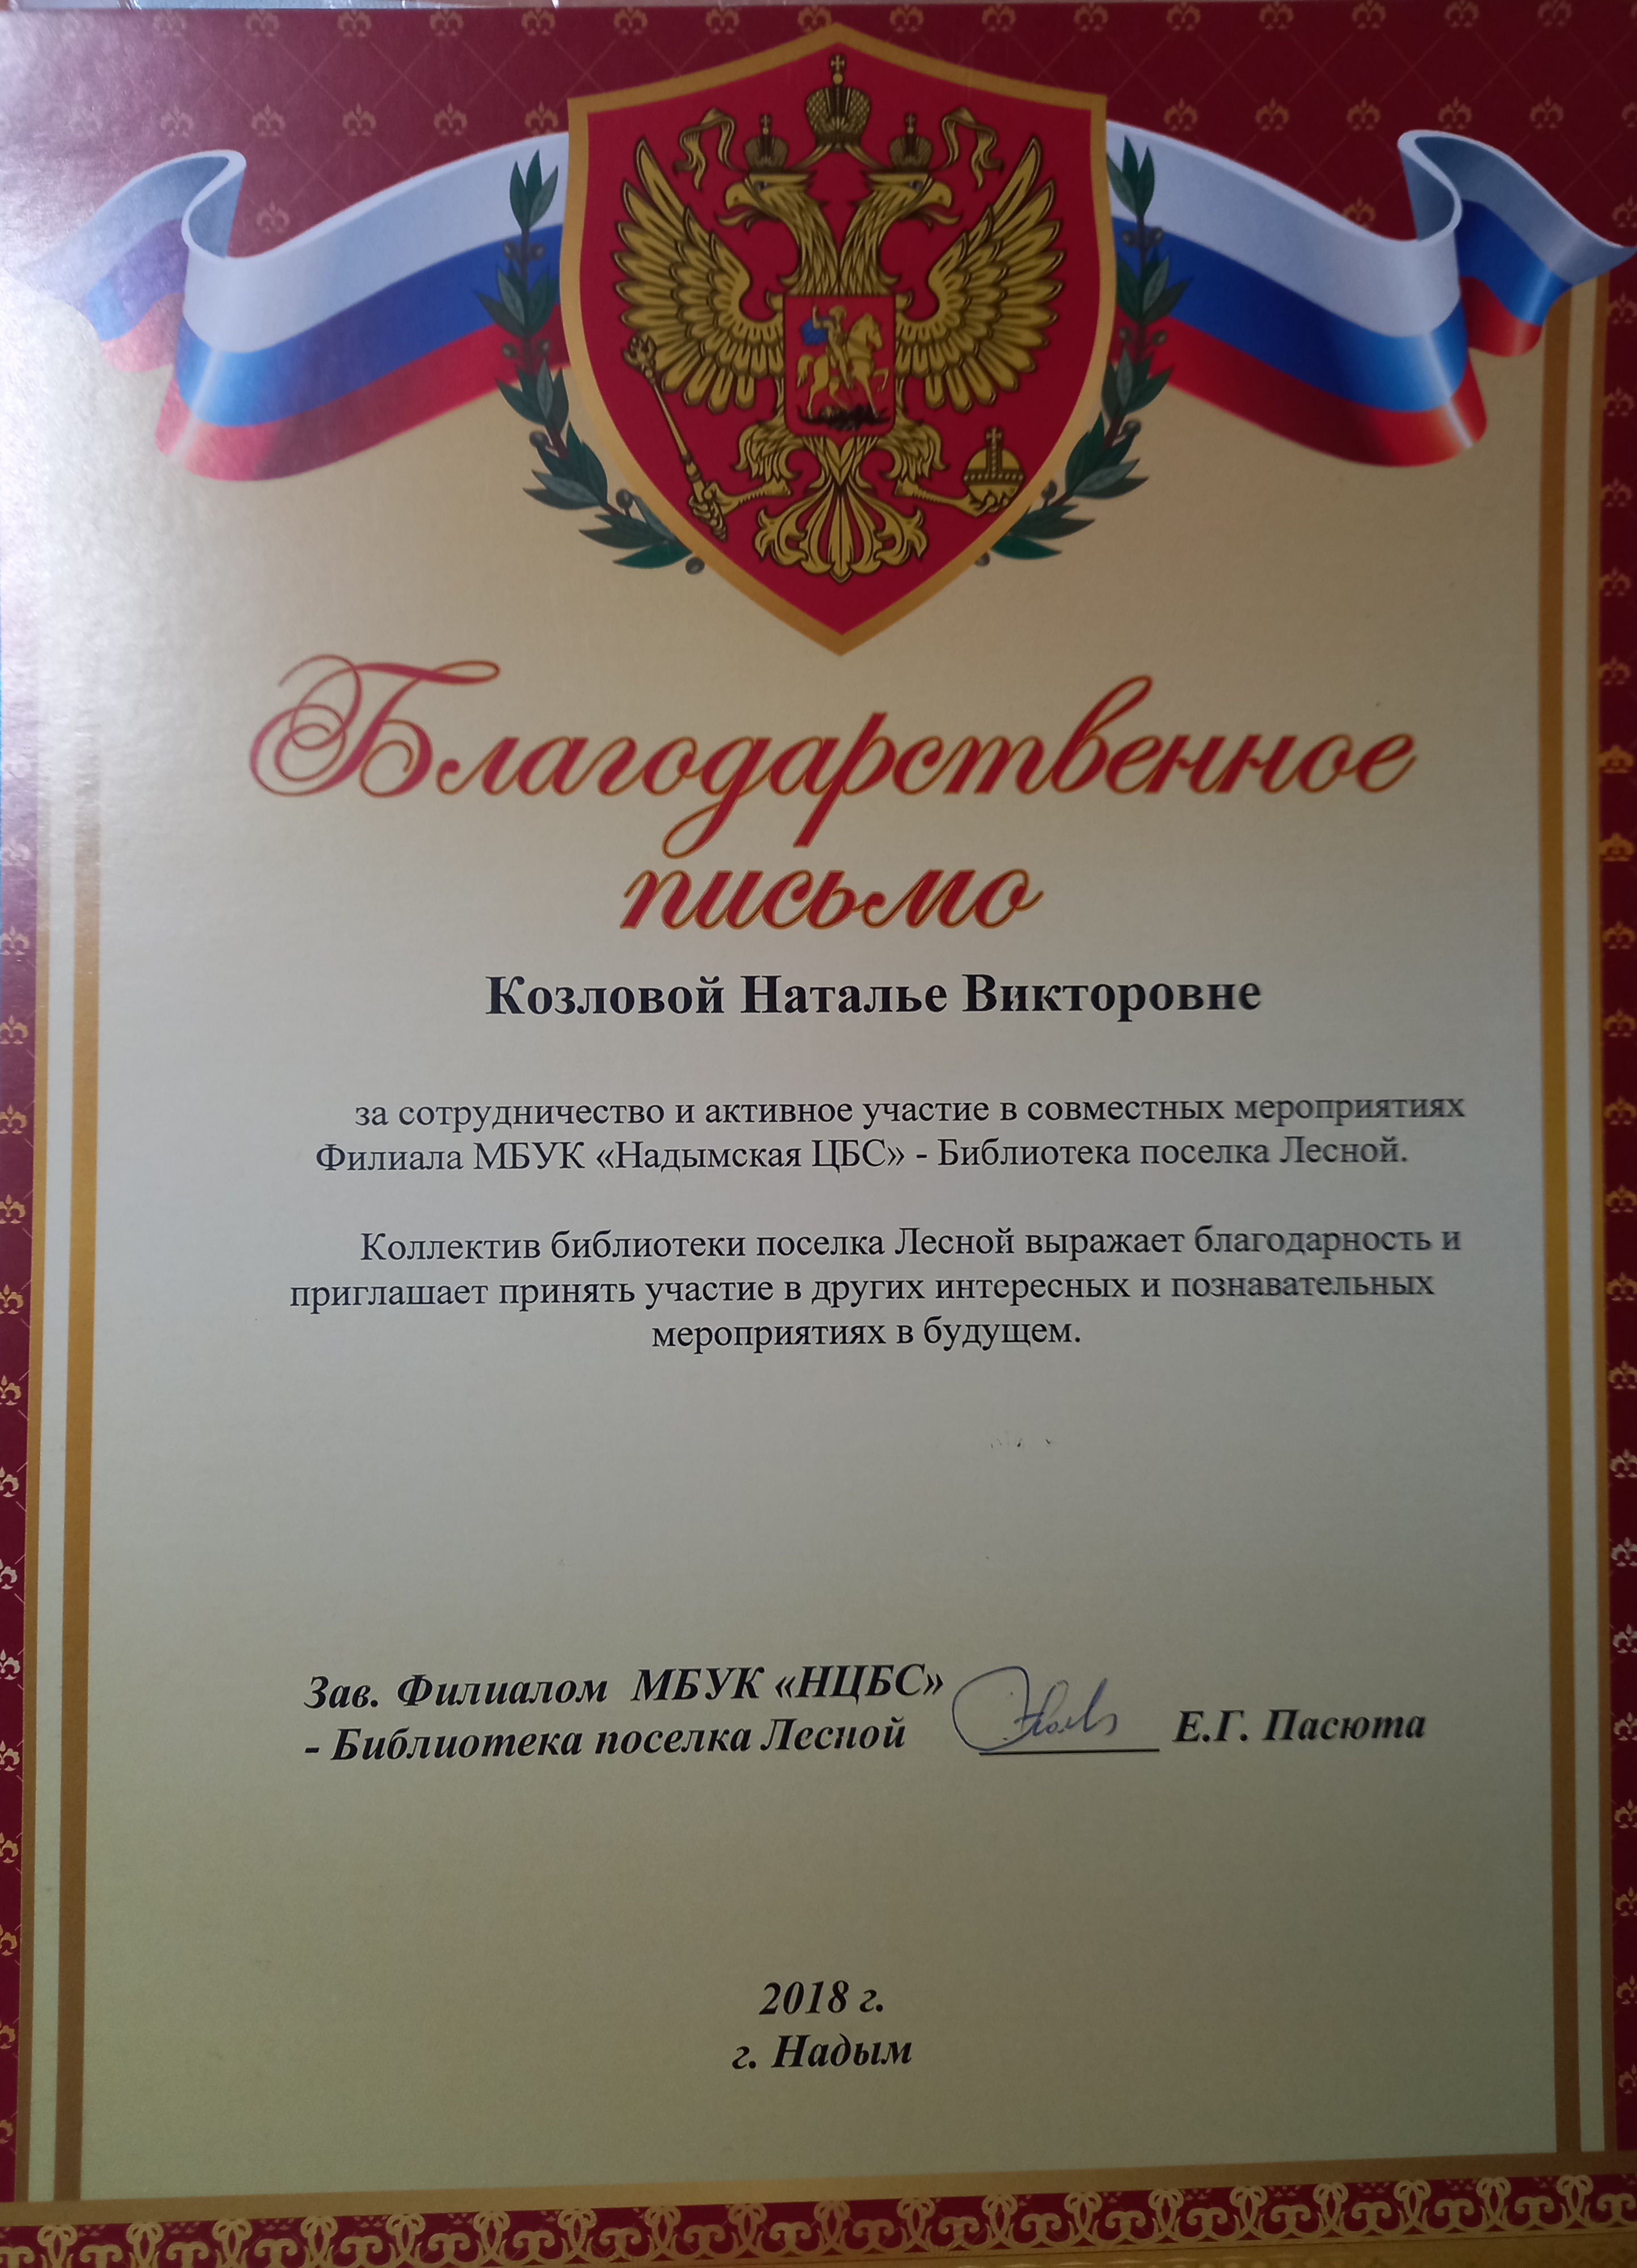 Благодарственное
письмо
Козловой Наталье Викторовне
за сотрудничество и активное участие в совместных мероприятиях
Филиала МБУК «Надымская ЦБС» - Библиотека поселка Лесной.
Коллектив библиотеки поселка Лесной выражает благодарность и
приглашает принять участие в других интересных и познавательных
мероприятиях в будущем.
Зав. Филиалом МБУК «НЦБС»
- Библиотека поселка Лесной Е.Г. Пасюта
2018 г.
г. Надым